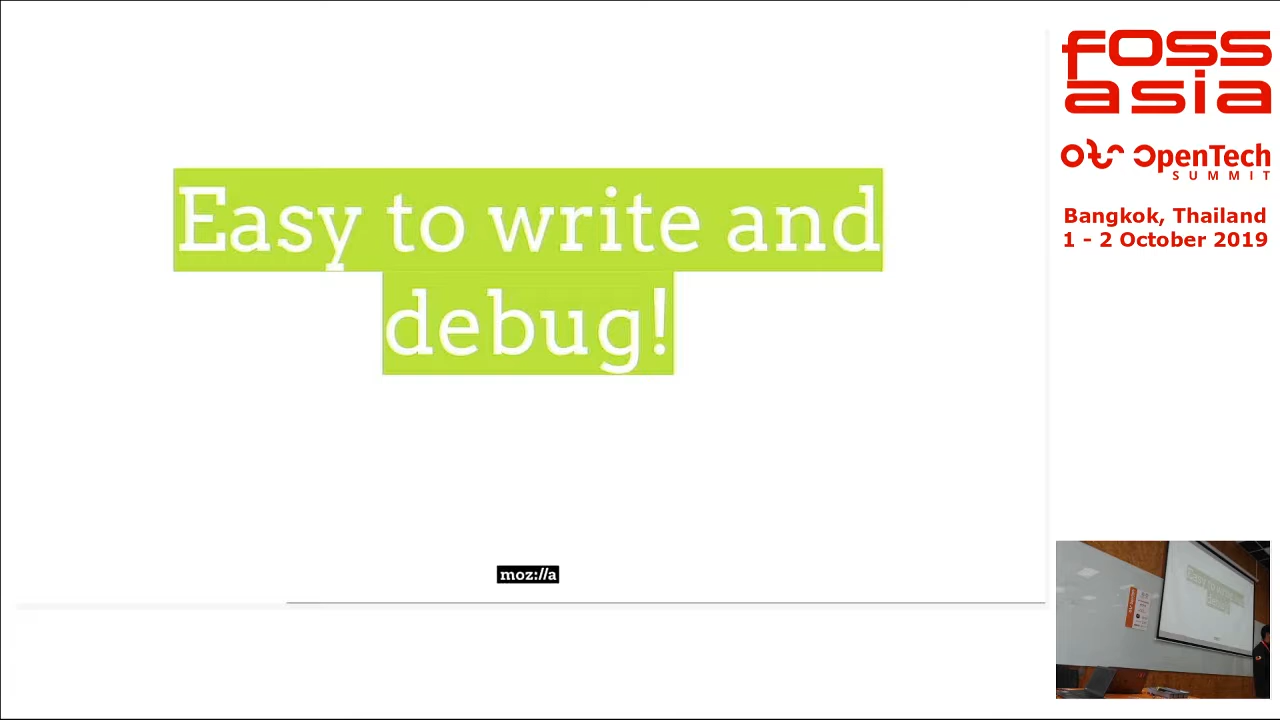 Easy to write and
debug!
moz://a
FOSS
asia
OpenTech
SUMMIT
Bangkok, Thailand
1 - 2 October 2019